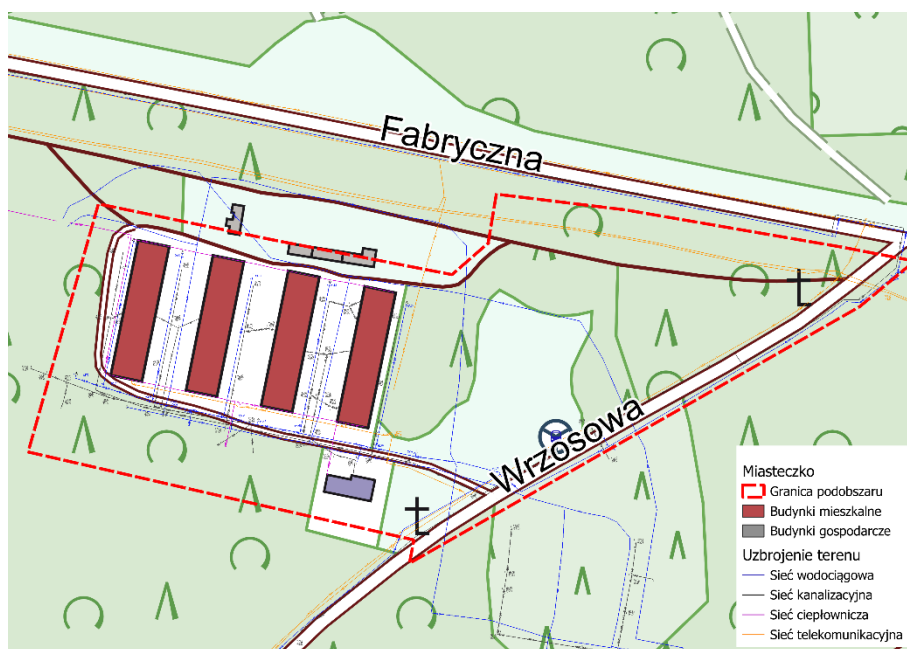 Fabryczna
Wrzosowa
Miasteczko
Granica podobszaru
Budynki mieszkalne
Budynki gospodarcze
Uzbrojenie terenu
Sieć wodociągowa
Sieć kanalizacyjna
Sieć ciepłownicza
Sieć telekomunikacyjna